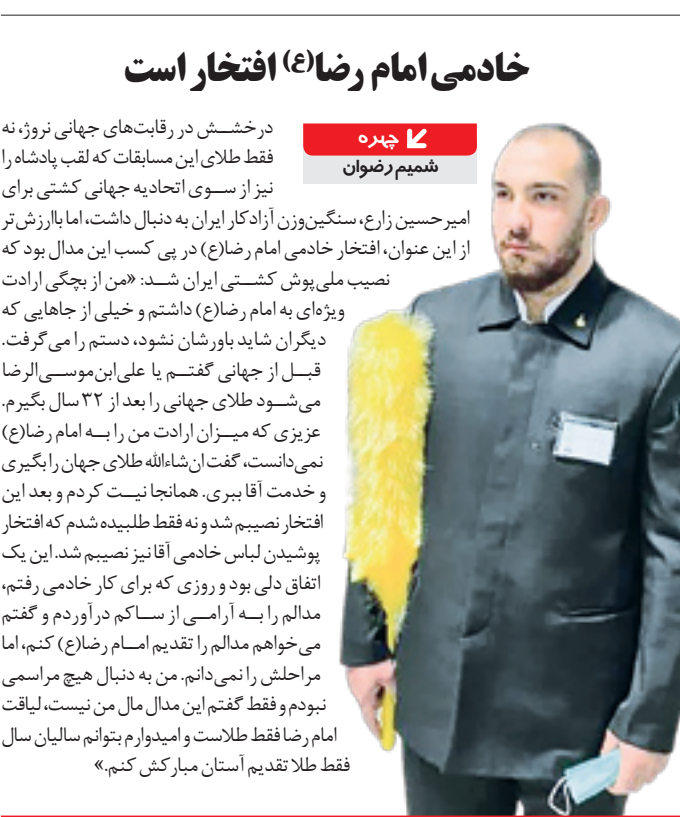 خادمی امام رضا(ع) افتخار است
چهره
شمیم رضوان
درخشش در رقابت‌های جهانی نروژ، نه
فقط طلای این مسابقات که لقب پادشاه را
نیز از سوی اتحادیه جهانی کشتی برای
امیرحسین زارع، سنگین‌وزن آزادکار ایران به دنبال داشت، اما باارزش‌تر
از این عنوان، افتخار خادمی امام رضا(ع) در پی کسب این مدال بود که
نصیب ملی‌پوش کشتی ایران شد: «من از بچگی ارادت
ویژه‌ای به امام رضا(ع) داشتم و خیلی از جاهایی که
دیگران شاید باورشان نشود، دستم را می‌گرفت.
قبل از جهانی گفتم یا علی‌ابن‌موسی‌الرضا
می‌شود طلای جهانی را بعد از ۳۲ سال بگیرم.
عزیزی که میزان ارادت من را به امام رضا(ع)
نمی‌دانست، گفت ان‌شاءالله طلای جهان را بگیری
و خدمت آقا ببری. همانجا نیت کردم و بعد این
افتخار نصیبم شد و نه فقط طلبیده شدم که افتخار
پوشیدن لباس خادمی آقا نیز نصیبم شد. این یک
اتفاق دلی بود و روزی که برای کار خادمی رفتم،
مدالم را به آرامی از ساکم درآوردم و گفتم
می‌خواهم مدالم را تقدیم امام رضا(ع) کنم، اما
مراحلش را نمی‌دانم. من به دنبال هیچ مراسمی
نبودم و فقط گفتم این مدال مال من نیست، لیاقت
امام رضا فقط طلاست و امیدوارم بتوانم سالیان سال
فقط طلا تقدیم آستان مبارکش کنم.»